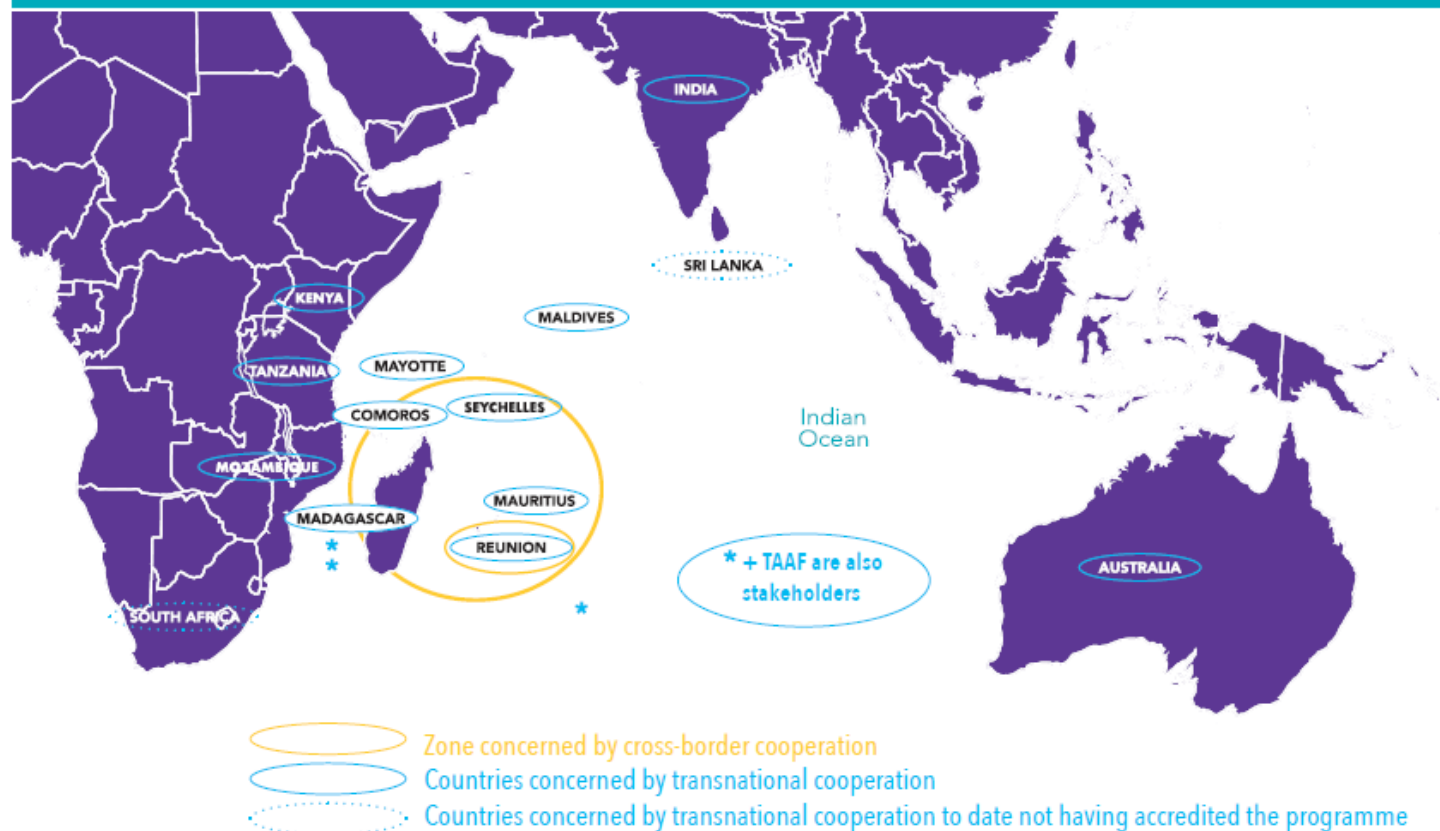 INDIA
SRI LANKA
KENYA
MALDIVES
TANZANIA
MAYOTTE
COMOROS
SEYCHELLES
Indian
Ocean
MOZAMBIQUE
MAURITIUS
MADAGASCAR
*
*
REUNION
* + TAAF are also
stakeholders
AUSTRALIA
*
SOUTH AFRICA
Zone concerned by cross-border cooperation
Countries concerned by transnational cooperation
Countries concerned by transnational cooperation to date not having accredited the programme